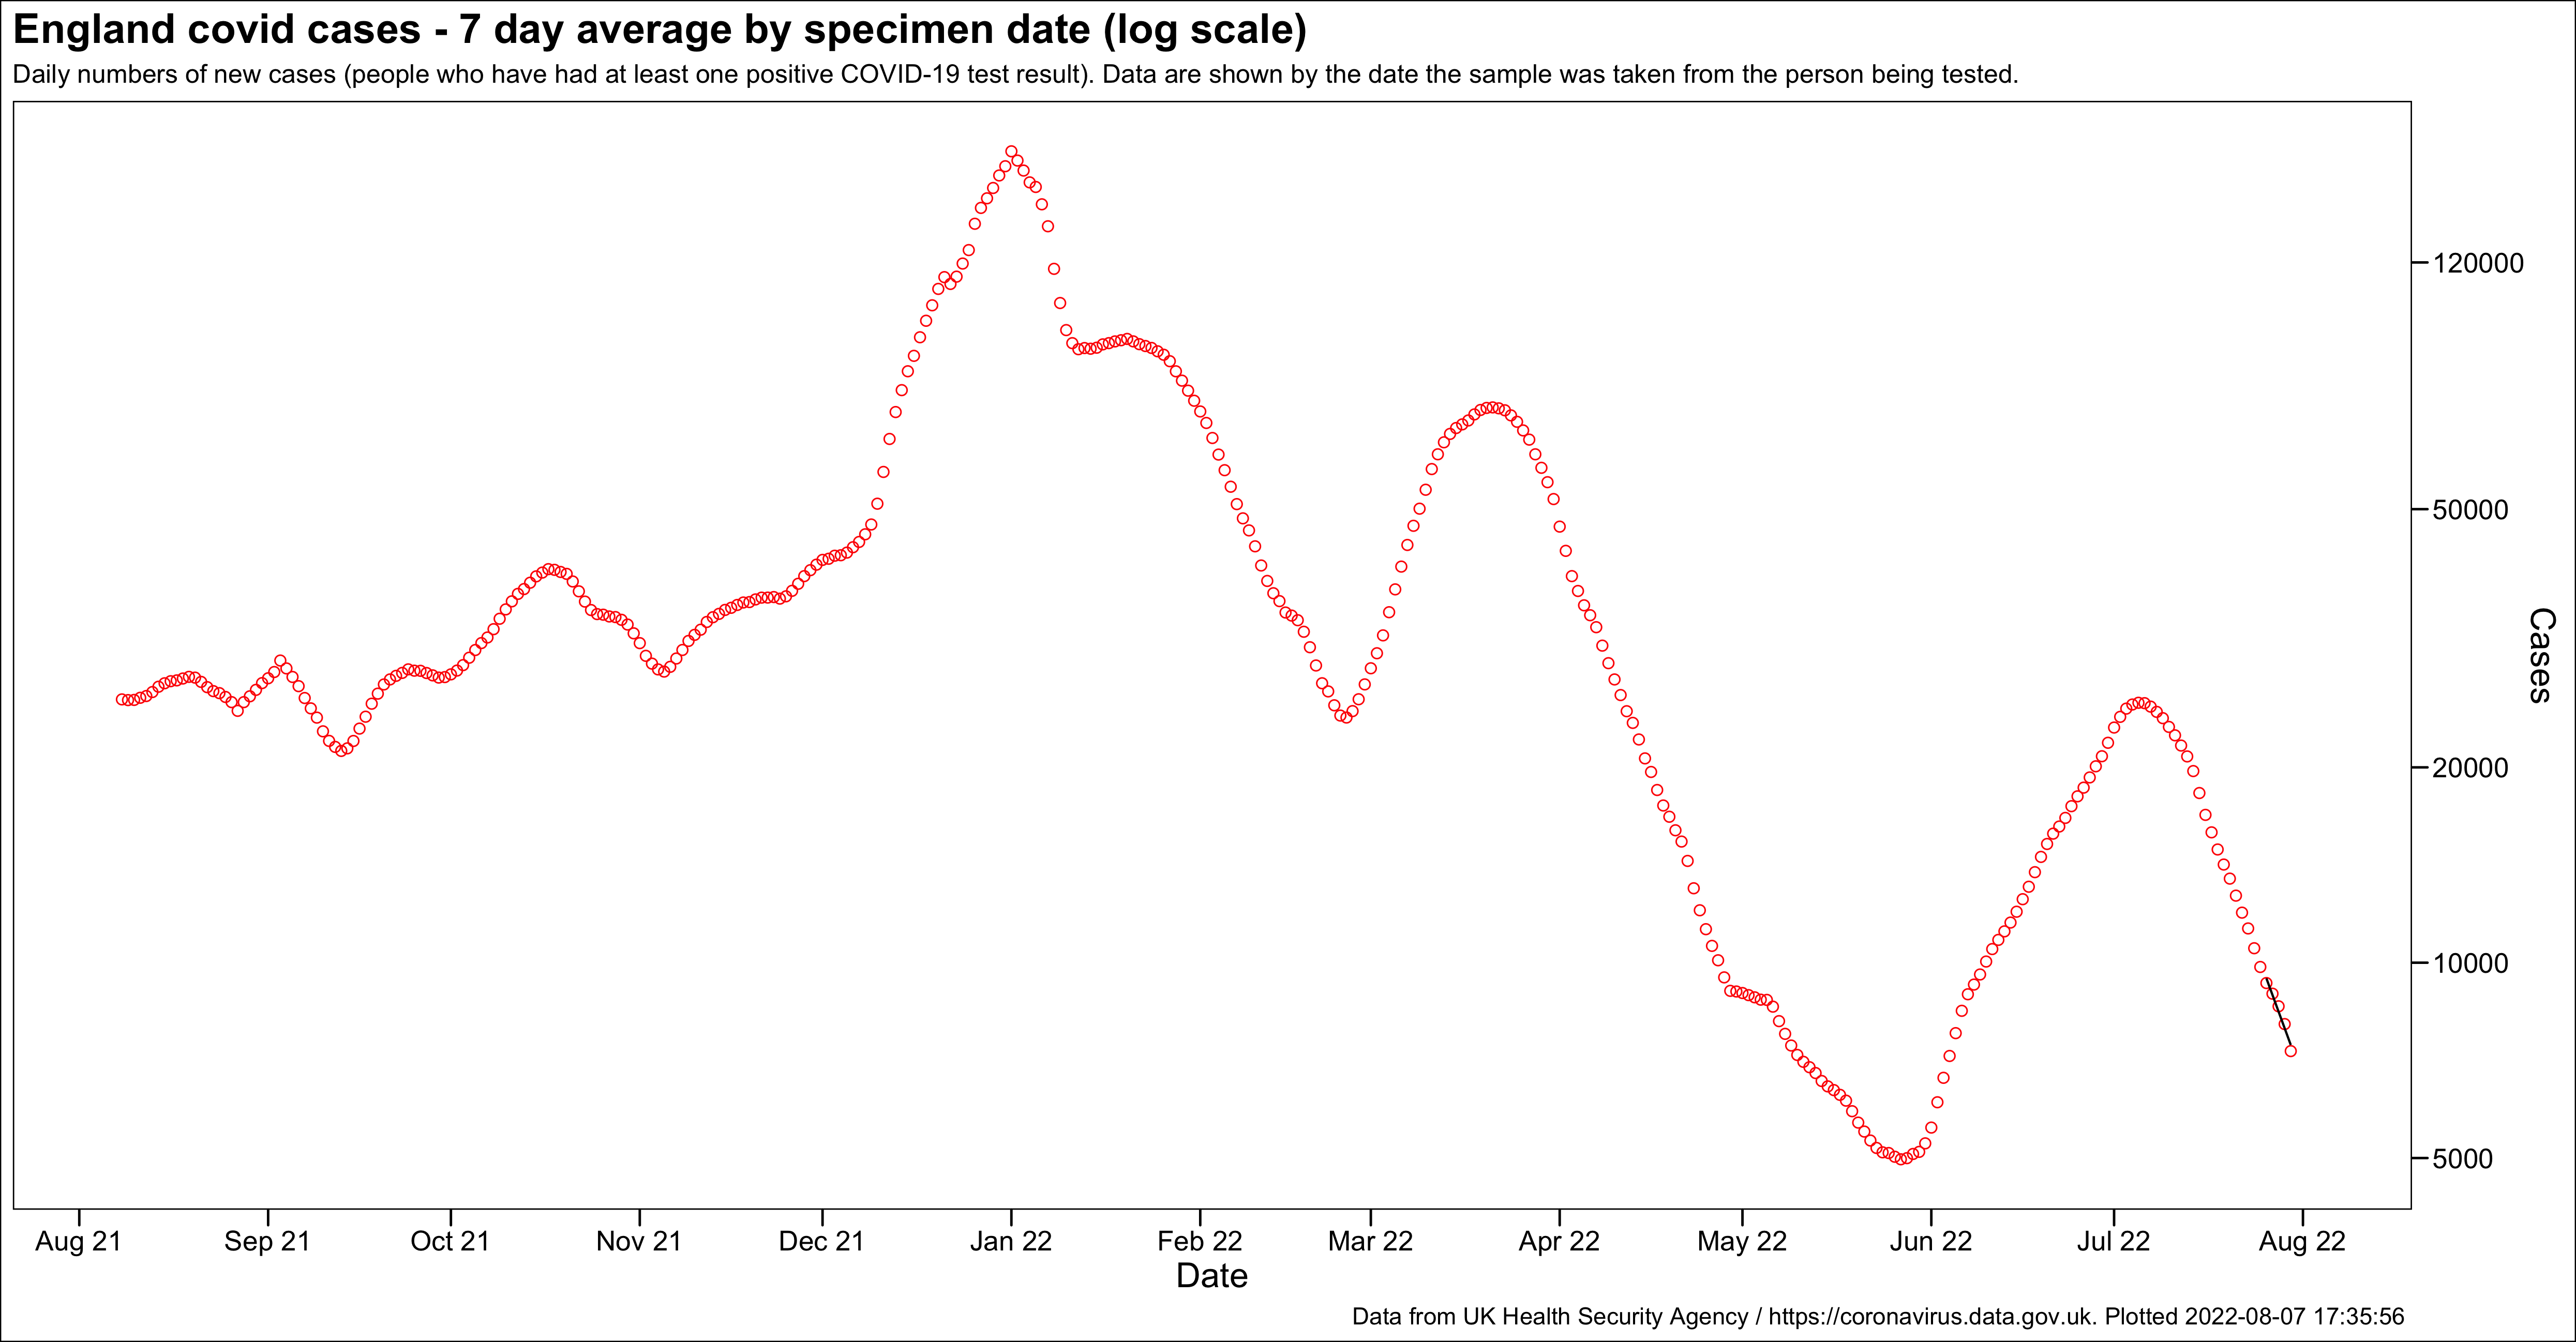 England covid cases - 7 day average by specimen date (log scale)
Daily numbers of new cases (people who have had at least one positive COVID-19 test result). Data are shown by the date the sample was taken from the person being tested.
120000
50000
20000
10000
5000
Cases
Aug 21 Sep 21 Oct 21 Nov 21 Dec 21 Jan 22 Feb 22 Mar 22 Apr 22 May 22 Jun 22 Jul 22 Aug 22
Date
Data from UK Health Security Agency / https://coronavirus.data.gov.uk. Plotted 2022-08-07 17:35:56